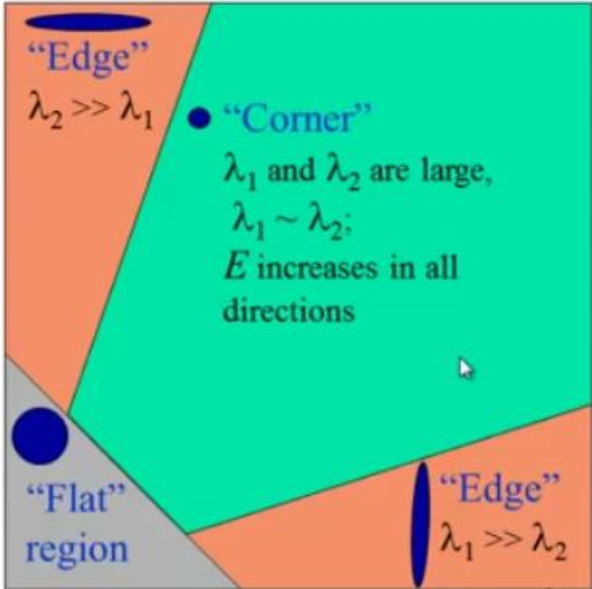 “Edge”
λ₂ >> λ₁
“Corner”
λ₁ and λ₂ are large,
λ₁ ~ λ₂;
E increases in all
directions
“Flat”
region
“Edge”
λ₁ >> λ₂